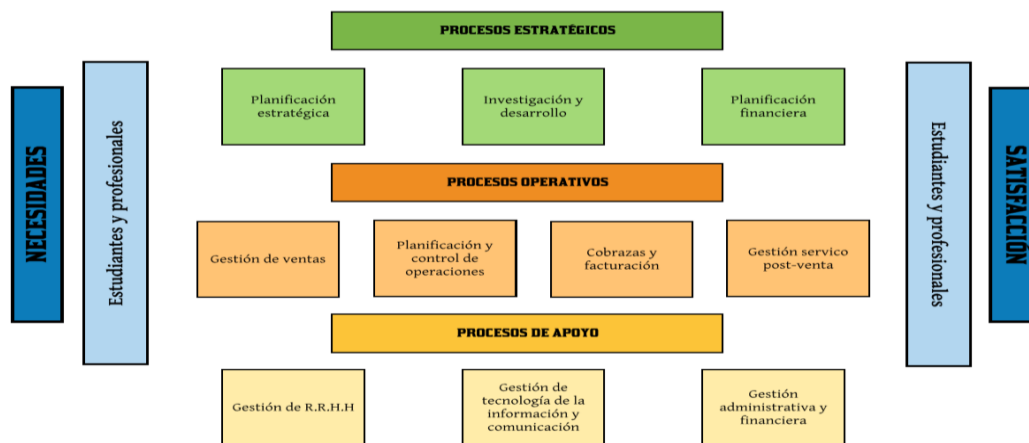 PROCESOS ESTRATÉGICOS
Planificación
estratégica
Investigación y
desarrollo
Planificación
financiera
NECESIDADES
Estudiantes y profesionales
PROCESOS OPERATIVOS
Gestión de ventas
Planificación y
control de
operaciones
Cobrazas y
facturación
Gestión servico
post-venta
PROCESOS DE APOYO
Gestión de R.R.H.H
Gestión de
tecnología de la
información y
comunicación
Gestión
administrativa y
financiera
Estudiantes y profesionales
SATISFACCIÓN